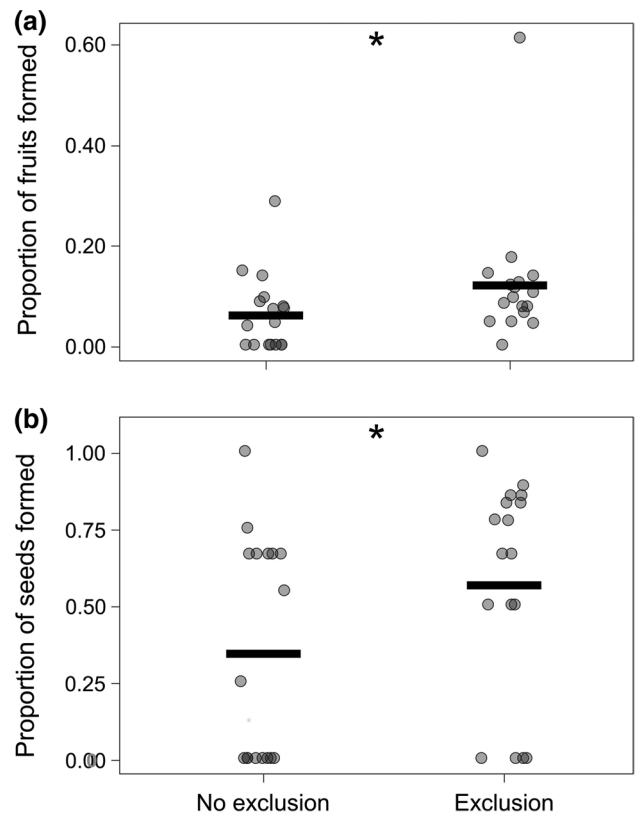 (a)
*
Proportion of fruits formed
0.60
0.40
0.20
0.00
(b)
*
Proportion of seeds formed
1.00
0.75
0.50
0.25
0.00
No exclusion
Exclusion